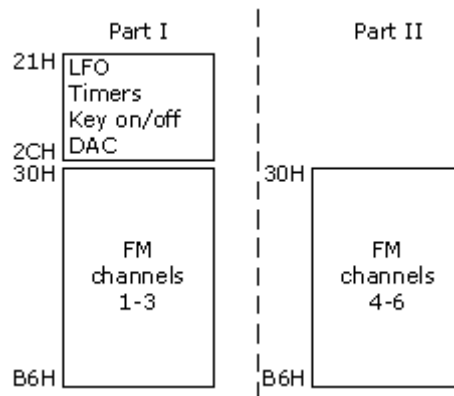 Part I
21H
LFO
Timers
Key on/off
DAC
2CH
30H
FM
channels
1-3
B6H
Part II
30H
FM
channels
4-6
B6H